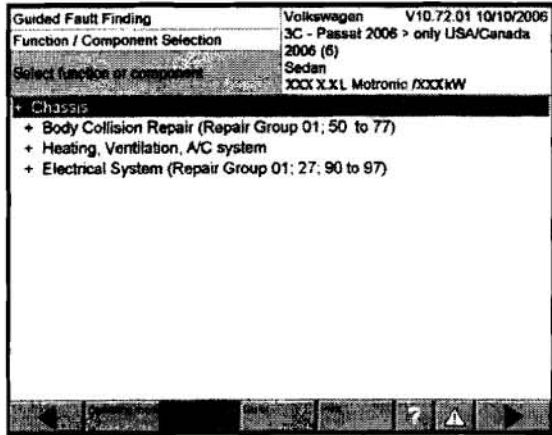 Guided Fault Finding
Function / Component Selection
Select function or component
Volkswagen V10.72.01 10/10/2006
3C - Passat 2006 > only USA/Canada
2006 (6)
Sedan
XXX X.XL Motronic /XXXkW
+ Chassis
+ Body Collision Repair (Repair Group 01; 50 to 77)
+ Heating, Ventilation, A/C system
+ Electrical System (Repair Group 01; 27; 90 to 97)
?